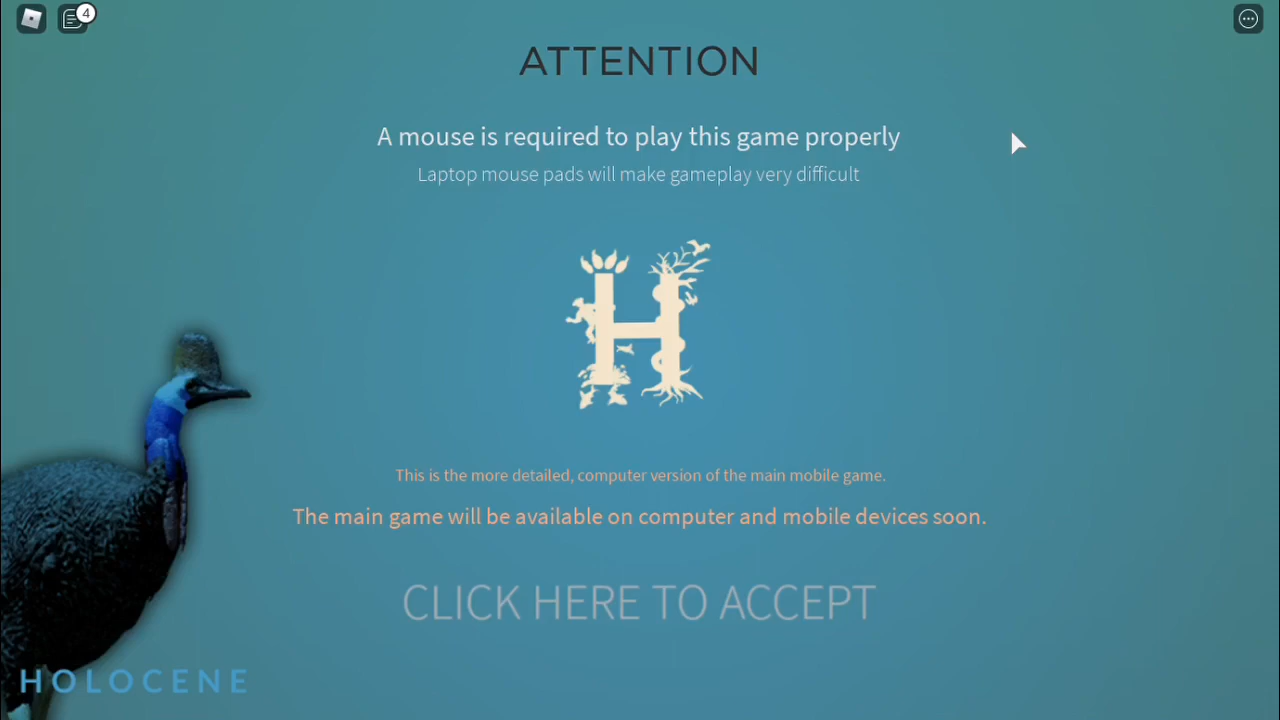 4
ATTENTION
A mouse is required to play this game properly
Laptop mouse pads will make gameplay very difficult
H
This is the more detailed, computer version of the main mobile game.
The main game will be available on computer and mobile devices soon.
CLICK HERE TO ACCEPT
HOLOCENE